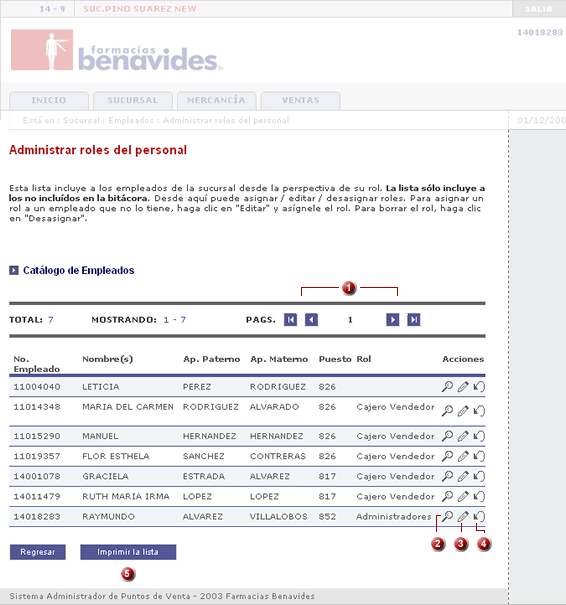 14 - 9 SUC.PINO SUAREZ NEW SALIR
14018283
farmacias
benavides
INICIO SUCURSAL MERCANCÍA VENTAS
Está en : Sucursal : Empleados : Administrar roles del personal 01/12/200
Administrar roles del personal
Esta lista incluye a los empleados de la sucursal desde la perspectiva de su rol. La lista sólo incluye a
los no incluídos en la bitácora. Desde aquí puede asignar / editar / desasignar roles. Para asignar un
rol a un empleado que no lo tiene, haga clic en "Editar" y asígnele el rol. Para borrar el rol, haga clic
en "Desasignar".
Catálogo de Empleados
1
TOTAL: 7 MOSTRANDO: 1 - 7 PAGS. 1
No. Empleado Nombre(s) Ap. Paterno Ap. Materno Puesto Rol Acciones
11004040 LETICIA PEREZ RODRIGUEZ 826
11014348 MARIA DEL CARMEN RODRIGUEZ ALVARADO 826 Cajero Vendedor
11015290 MANUEL HERNANDEZ HERNANDEZ 826 Cajero Vendedor
11019357 FLOR ESTHELA SANCHEZ CONTRERAS 826 Cajero Vendedor
14001078 GRACIELA ESTRADA ALVAREZ 817 Cajero Vendedor
14011479 RUTH MARIA IRMA LOPEZ LOPEZ 817 Cajero Vendedor
14018283 RAYMUNDO ALVAREZ VILLALOBOS 852 Administradores
2 3 4
Regresar Imprimir la lista
5
Sistema Administrador de Puntos de Venta - 2003 Farmacias Benavides